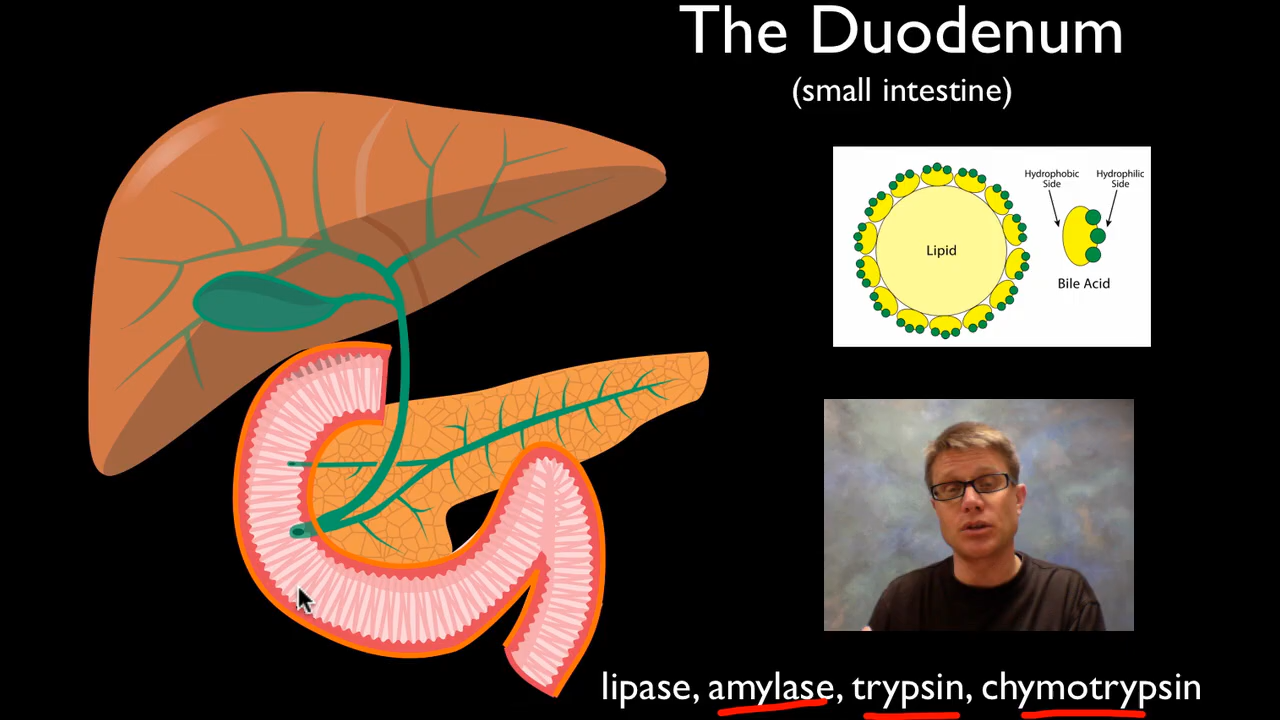 The Duodenum
(small intestine)
Hydrophobic
Side
Hydrophilic
Side
Lipid
Bile Acid
lipase, amylase, trypsin, chymotrypsin